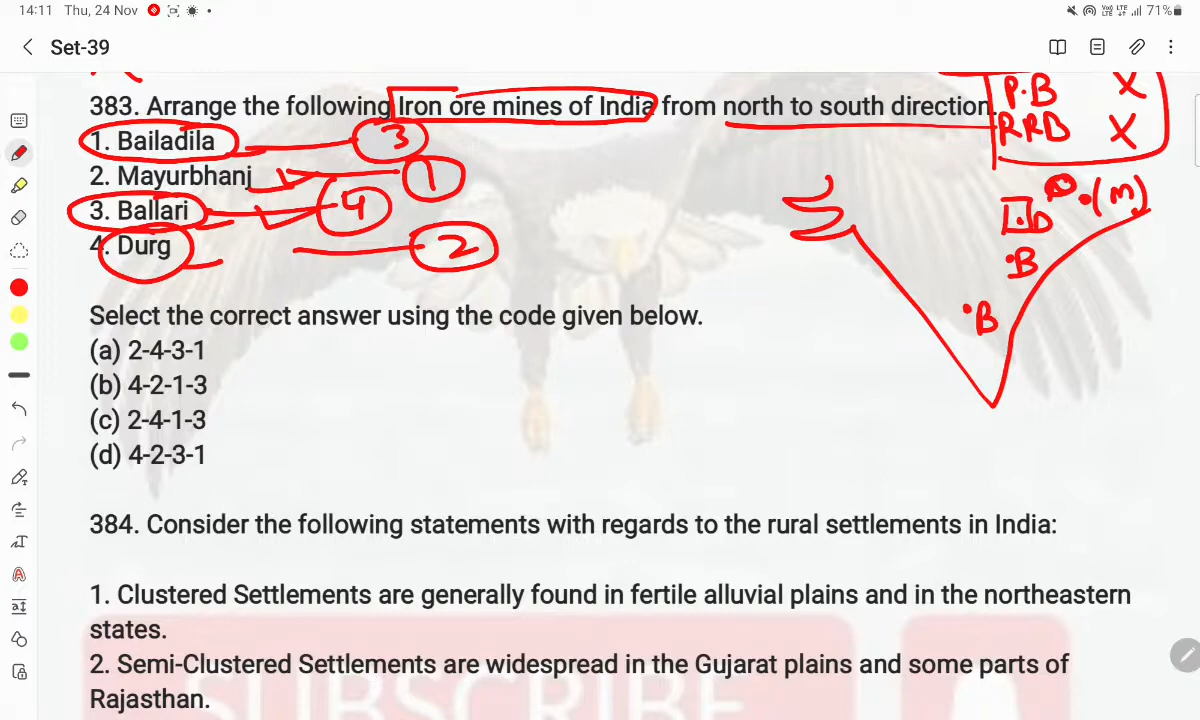 14:11 Thu, 24 Nov 71%
Set-39
P.B X
383. Arrange the following Iron ore mines of India from north to south direction.
RRB X
1. Bailadila 3
2. Mayurbhanj 1
.(m)
3. Ballari 4
D
4. Durg 2
.B
.B
Select the correct answer using the code given below.
(a) 2-4-3-1
(b) 4-2-1-3
(c) 2-4-1-3
(d) 4-2-3-1
384. Consider the following statements with regards to the rural settlements in India:
1. Clustered Settlements are generally found in fertile alluvial plains and in the northeastern
states.
2. Semi-Clustered Settlements are widespread in the Gujarat plains and some parts of
Rajasthan.
SUBSCRIBE